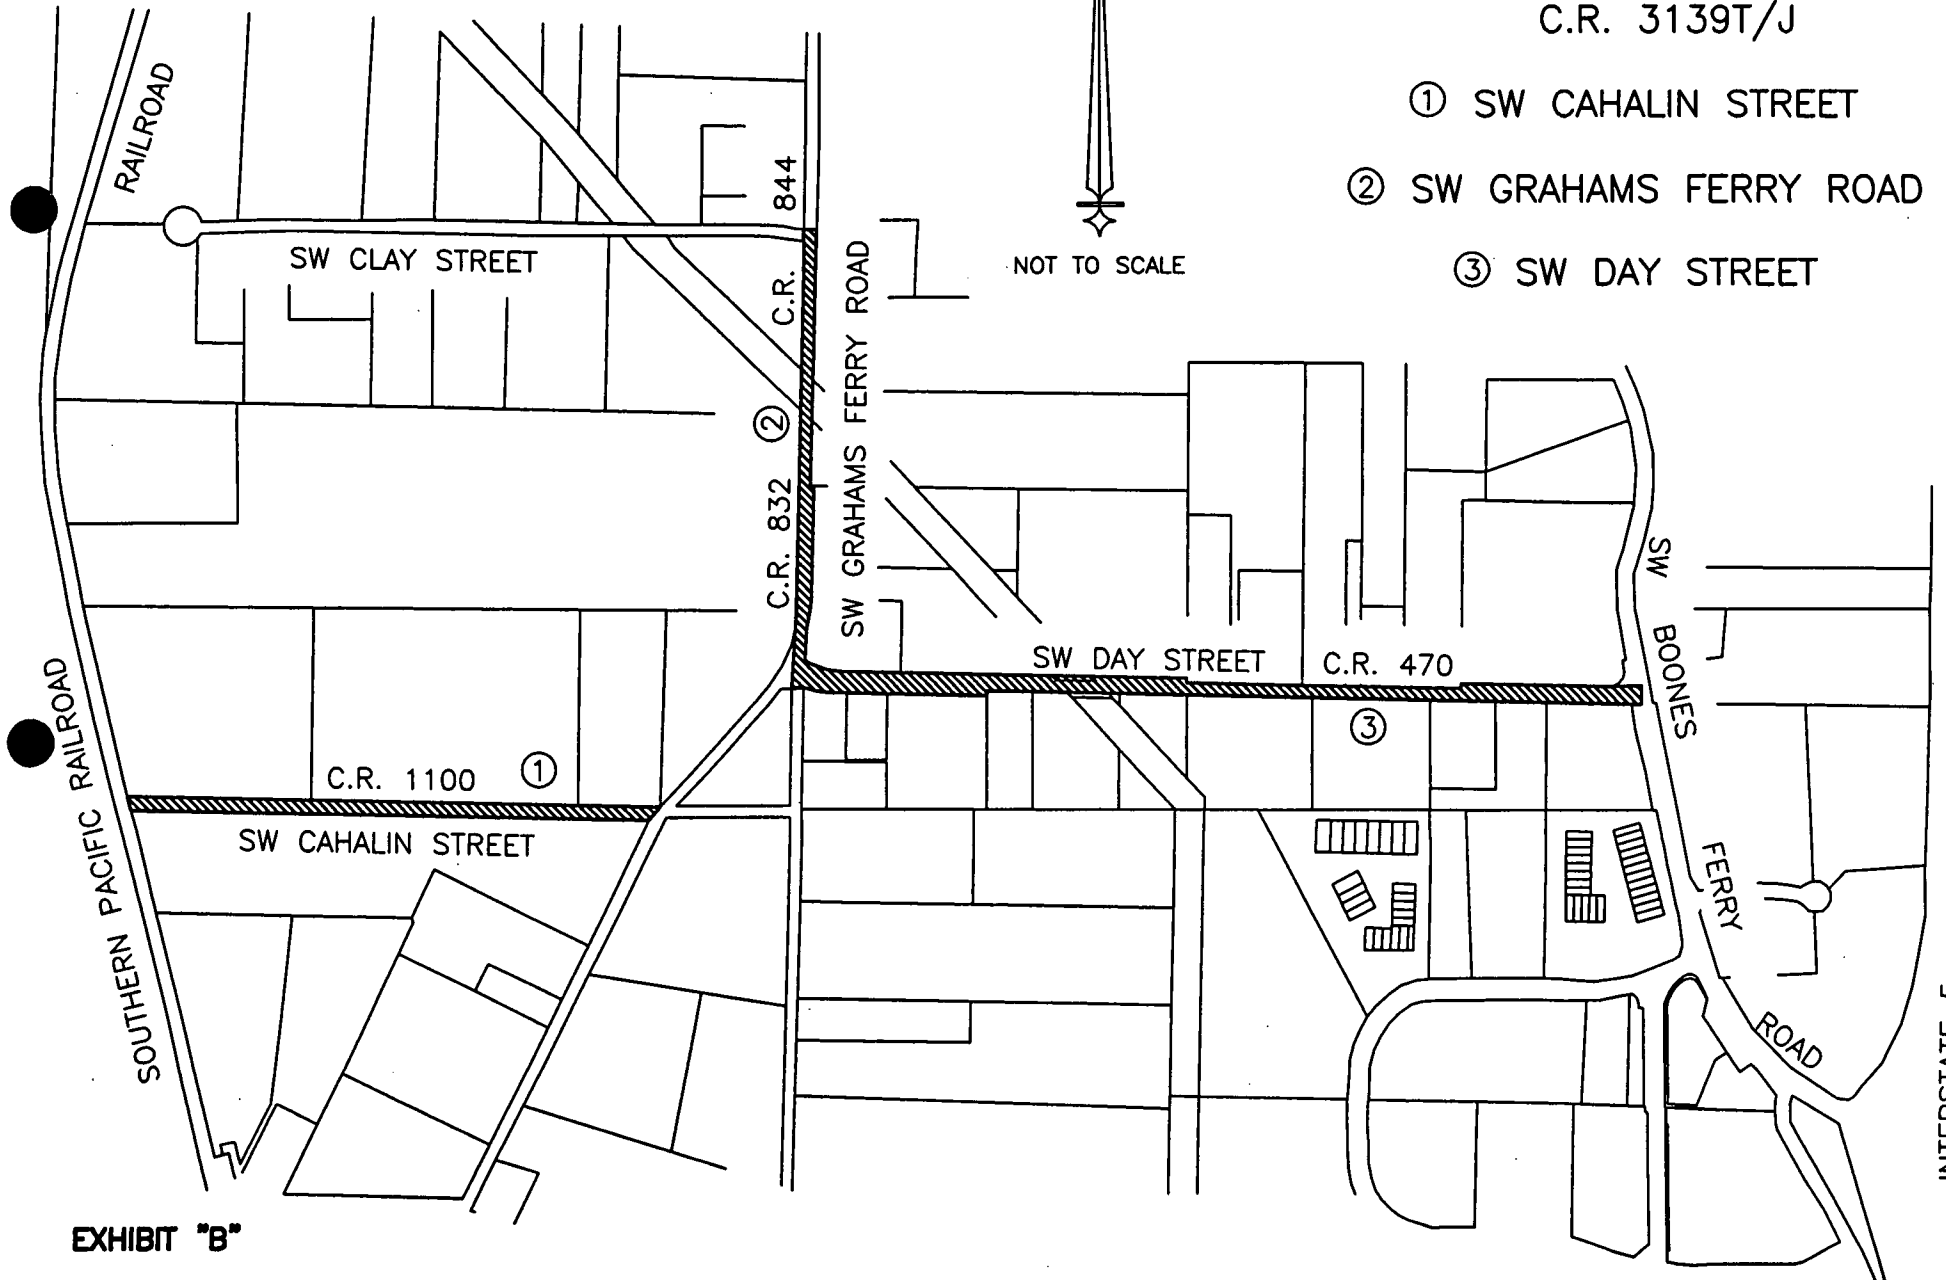 C.R. 3139T/J
① SW CAHALIN STREET
② SW GRAHAMS FERRY ROAD
③ SW DAY STREET
NOT TO SCALE
RAILROAD
SW CLAY STREET
C.R. 844
SW GRAHAMS FERRY ROAD
②
C.R. 832
SW DAY STREET
C.R. 470
③
SW BOONES FERRY ROAD
C.R. 1100
①
SW CAHALIN STREET
SOUTHERN PACIFIC RAILROAD
INTERSTATE 5
EXHIBIT "B"